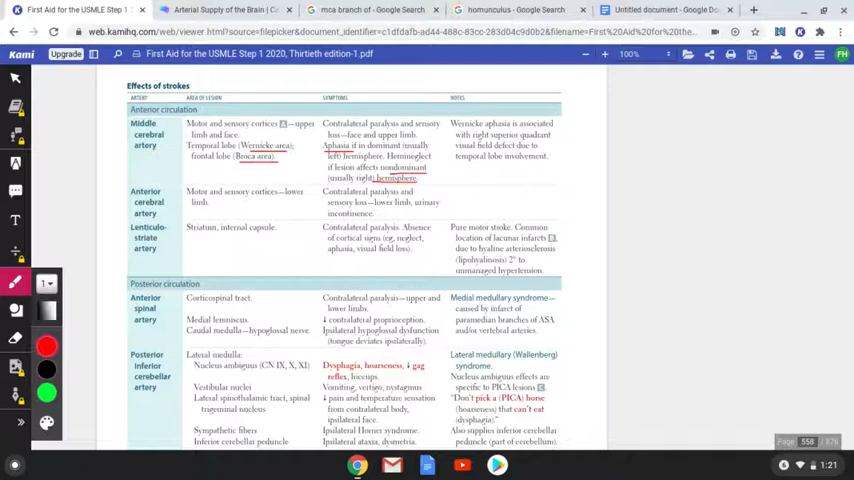 First Aid for the USMLE Step 1 2020, Thirtieth edition-1.pdf
Arterial Supply of the Brain | C
mca branch of - Google Search
homunculus - Google Search
Untitled document - Google Do
web.kamihq.com/web/viewer.html?source=filepicker&document_identifier=c1dfdafb-ad44-488c-83cc-283d04c9d0b2&filename=First%20Aid%20for%20the...
Kami
Upgrade
First Aid for the USMLE Step 1 2020, Thirtieth edition-1.pdf
100%
Effects of strokes
ARTERY AREA OF LESION SYMPTOMS NOTES
Anterior circulation
Middle cerebral artery
Motor and sensory cortices A—upper
limb and face.
Temporal lobe (Wernicke area);
frontal lobe (Broca area).
Contralateral paralysis and sensory
loss—face and upper limb.
Aphasia if in dominant (usually
left) hemisphere. Hemineglect
if lesion affects nondominant
(usually right) hemisphere.
Wernicke aphasia is associated
with right superior quadrant
visual field defect due to
temporal lobe involvement.
Anterior
cerebral
artery
Motor and sensory cortices—lower
limb.
Contralateral paralysis and
sensory loss—lower limb, urinary
incontinence.
Lenticulo-
striate
artery
Striatum, internal capsule.
Contralateral paralysis. Absence
of cortical signs (eg, neglect,
aphasia, visual field loss).
Pure motor stroke. Common
location of lacunar infarcts B,
due to hyaline arteriosclerosis
(lipohyalinosis) 2° to
unmanaged hypertension.
Posterior circulation
Anterior
spinal
artery
Corticospinal tract.
Medial lemniscus.
Caudal medulla—hypoglossal nerve.
Contralateral paralysis—upper and
lower limbs.
↓ contralateral proprioception.
Ipsilateral hypoglossal dysfunction
(tongue deviates ipsilaterally).
Medial medullary syndrome—
caused by infarct of
paramedian branches of ASA
and/or vertebral arteries.
Posterior
inferior
cerebellar
artery
Lateral medulla:
Nucleus ambiguus (CN IX, X, XI)
Vestibular nuclei
Lateral spinothalamic tract, spinal
trigeminal nucleus
Sympathetic fibers
Inferior cerebellar peduncle
Dysphagia, hoarseness, ↓ gag
reflex, hiccups.
Vomiting, vertigo, nystagmus
↓ pain and temperature sensation
from contralateral body,
ipsilateral face.
Ipsilateral Horner syndrome.
Ipsilateral ataxia, dysmetria.
Lateral medullary (Wallenberg)
syndrome.
Nucleus ambiguus effects are
specific to PICA lesions C.
"Don't pick a (PICA) horse
(hoarseness) that can't eat
(dysphagia)."
Also supplies inferior cerebellar
peduncle (part of cerebellum).
1
Page 558 / 876
1:21